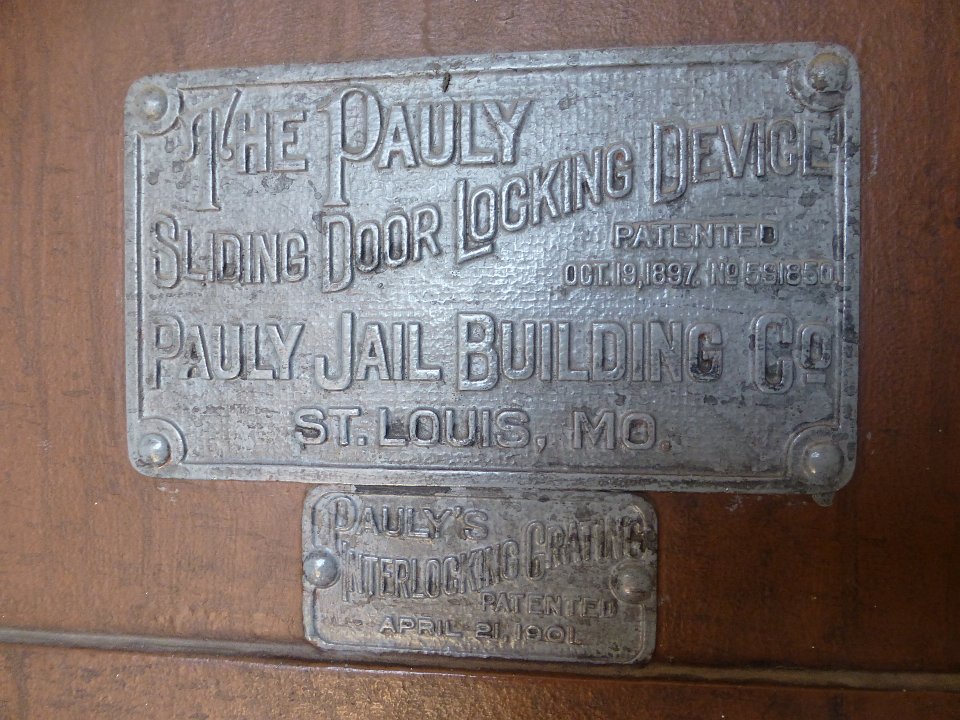 THE PAULY
SLIDING DOOR LOCKING DEVICE
PATENTED
OCT. 19, 1897. No 591850.
PAULY JAIL BUILDING Co.
ST. LOUIS, MO.
PAULY'S
INTERLOCKING GRATING
PATENTED
APRIL 21, 1901.